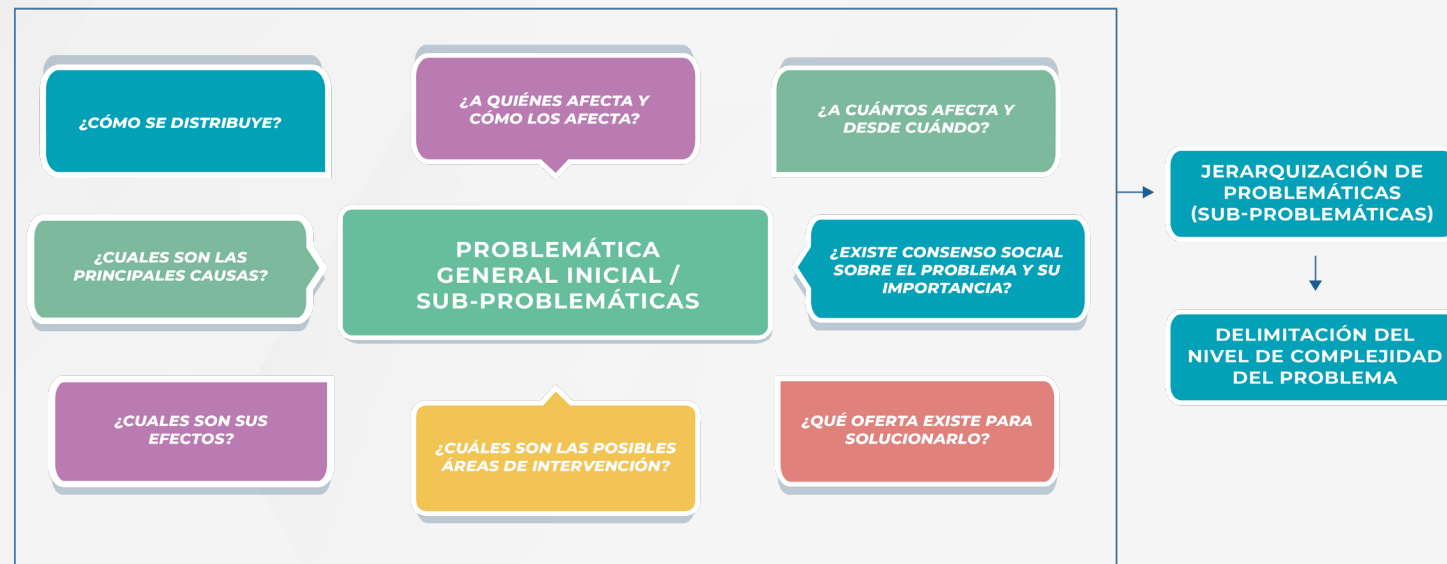 ¿CÓMO SE DISTRIBUYE?
¿A QUIÉNES AFECTA Y
CÓMO LOS AFECTA?
¿A CUÁNTOS AFECTA Y
DESDE CUÁNDO?
¿CUALES SON LAS
PRINCIPALES CAUSAS?
PROBLEMÁTICA
GENERAL INICIAL /
SUB-PROBLEMÁTICAS
¿EXISTE CONSENSO SOCIAL
SOBRE EL PROBLEMA Y SU
IMPORTANCIA?
¿CUALES SON SUS
EFECTOS?
¿CUÁLES SON LAS POSIBLES
ÁREAS DE INTERVENCIÓN?
¿QUÉ OFERTA EXISTE PARA
SOLUCIONARLO?
JERARQUIZACIÓN DE
PROBLEMÁTICAS
(SUB-PROBLEMÁTICAS)
DELIMITACIÓN DEL
NIVEL DE COMPLEJIDAD
DEL PROBLEMA